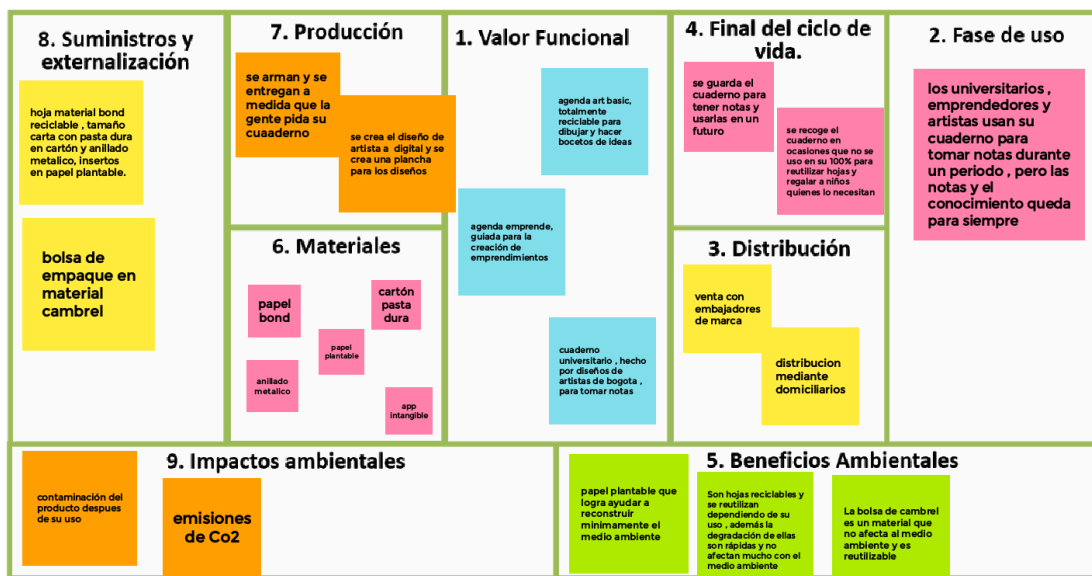 8. Suministros y
externalización
hoja material bond
reciclable , tamaño
carta con pasta dura
en cartón y anillado
metalico, insertos
en papel plantable.
bolsa de
empaque en
material
cambrel
7. Producción
se arman y se
entregan a
medida que la
gente pida su
cuaaderno
se crea el diseño de
artista a digital y se
crea una plancha
para los diseños
6. Materiales
papel
bond
cartón
pasta
dura
papel
plantable
anillado
metalico
app
intangible
1. Valor Funcional
agenda art basic,
totalmente
reciclable para
dibujar y hacer
bocetos de ideas
agenda emprende,
guiada para la
creación de
emprendimientos
cuaderno
universitario , hecho
por diseños de
artistas de bogota ,
para tomar notas
4. Final del ciclo de
vida.
se guarda el
cuaderno para
tener notas y
usarlas en un
futuro
se recoge el
cuaderno en
ocasiones que no se
uso en su 100% para
reutilizar hojas y
regalar a niños
quienes lo necesitan
3. Distribución
venta con
embajadores
de marca
distribucion
mediante
domiciliarios
2. Fase de uso
los universitarios ,
emprendedores y
artistas usan su
cuaderno para
tomar notas durante
un periodo , pero las
notas y el
conocimiento queda
para siempre
9. Impactos ambientales
contaminación del
producto despues
de su uso
emisiones
de Co2
5. Beneficios Ambientales
papel plantable que
logra ayudar a
reconstruir
minimamente el
medio ambiente
Son hojas reciclables y
se reutilizan
dependiendo de su
uso , además la
degradación de ellas
son rápidas y no
afectan mucho con el
medio ambiente
La bolsa de cambrel
es un material que
no afecta al medio
ambiente y es
reutilizable